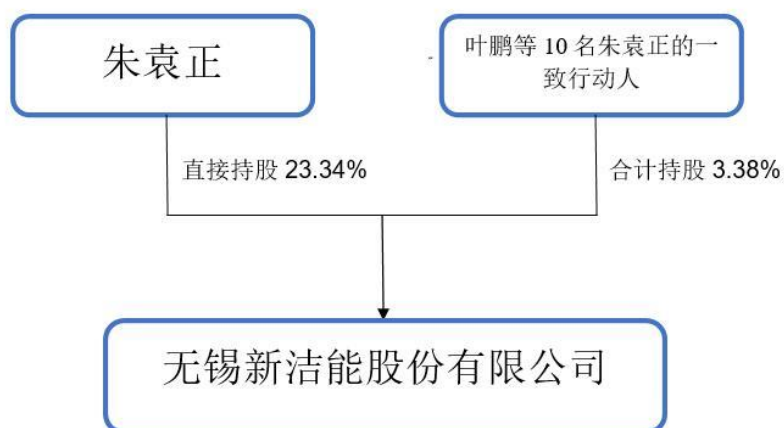 朱袁正
叶鹏等 10 名朱袁正的一
致行动人
直接持股 23.34%
合计持股 3.38%
无锡新洁能股份有限公司